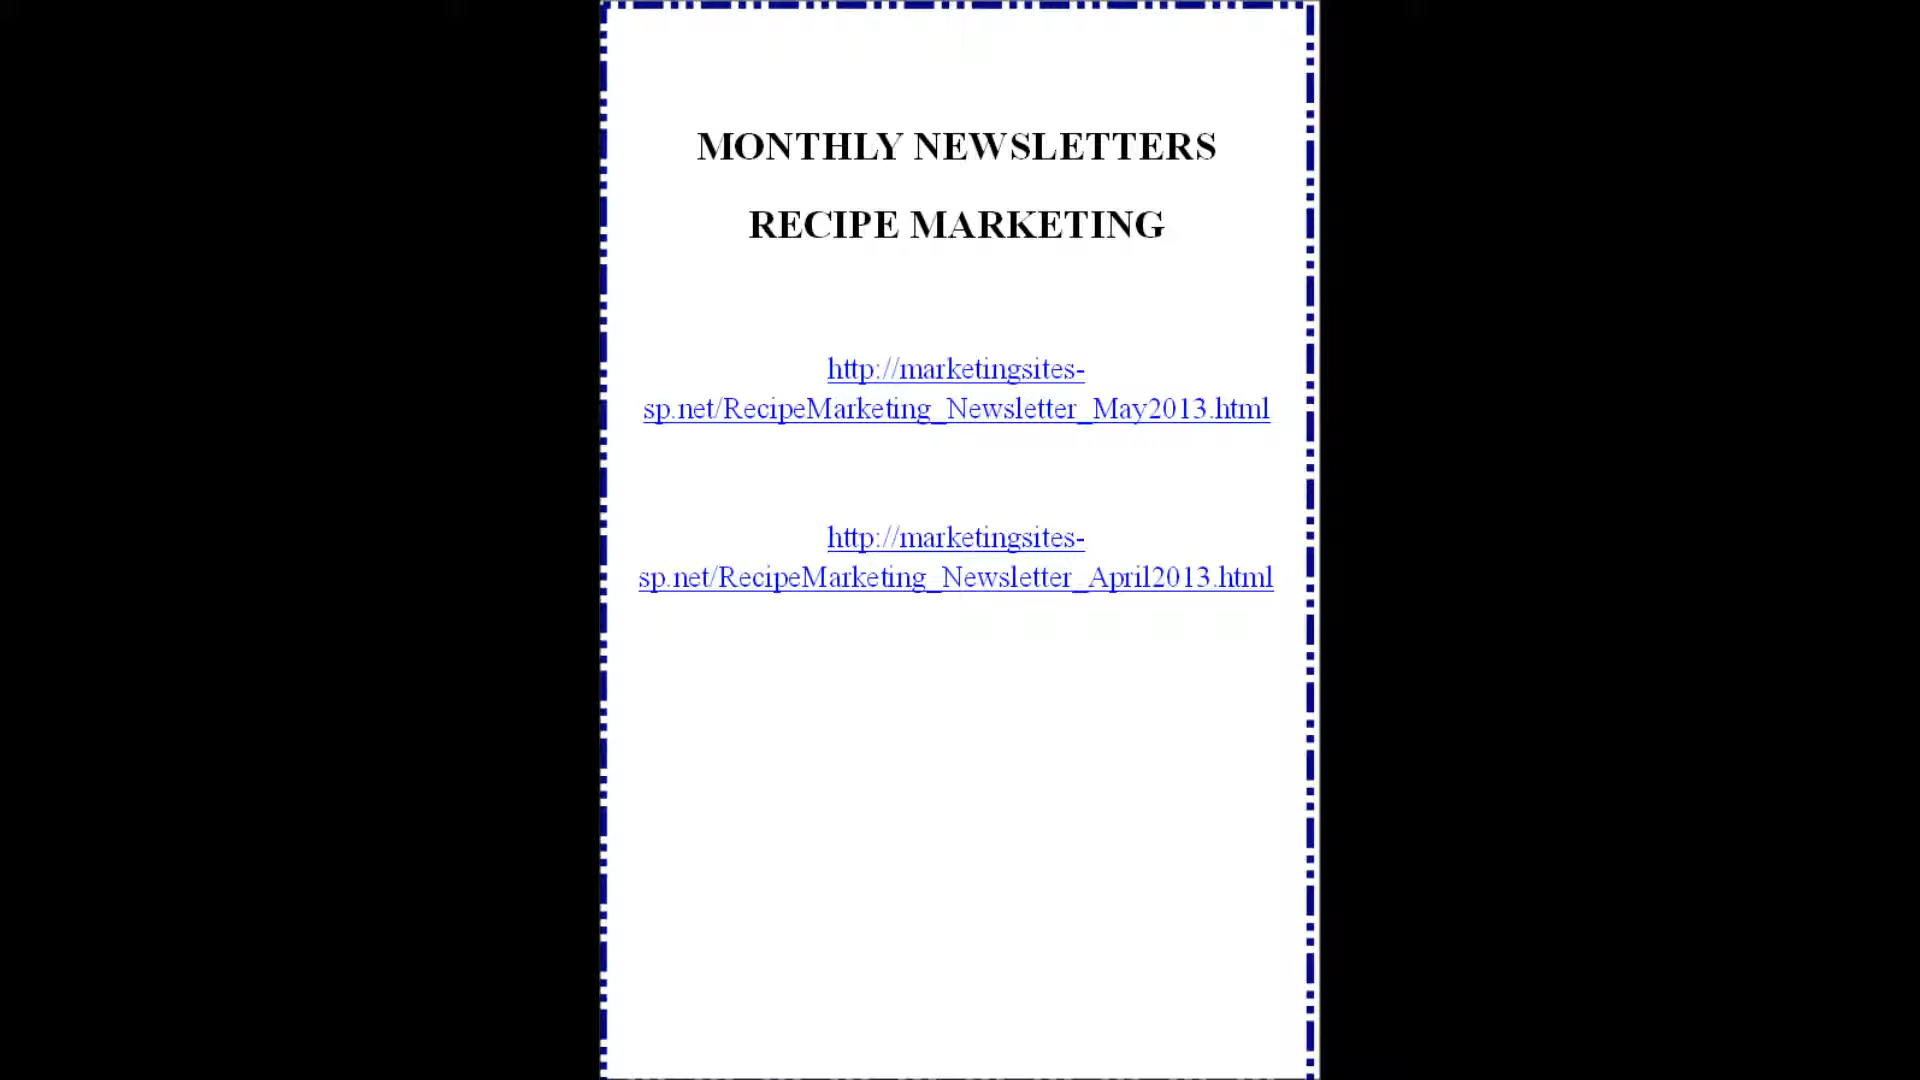 MONTHLY NEWSLETTERS
RECIPE MARKETING
http://marketingsites-
sp.net/RecipeMarketing_Newsletter_May2013.html
http://marketingsites-
sp.net/RecipeMarketing_Newsletter_April2013.html